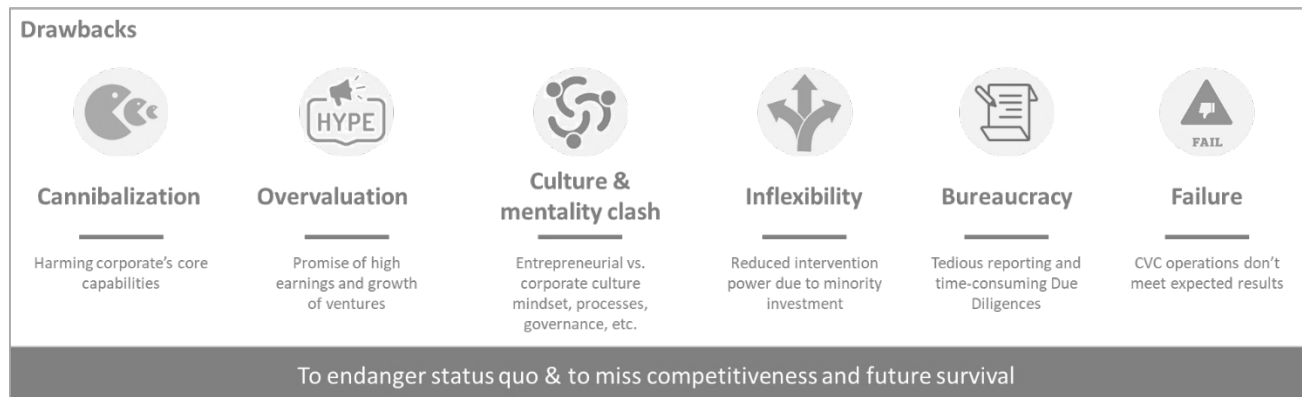 Drawbacks
HYPE
FAIL
Cannibalization
Overvaluation
Culture &
mentality clash
Inflexibility
Bureaucracy
Failure
Harming corporate's core
capabilities
Promise of high
earnings and growth
of ventures
Entrepreneurial vs.
corporate culture
mindset, processes,
governance, etc.
Reduced intervention
power due to minority
investment
Tedious reporting and
time-consuming Due
Diligences
CVC operations don't
meet expected results
To endanger status quo & to miss competitiveness and future survival